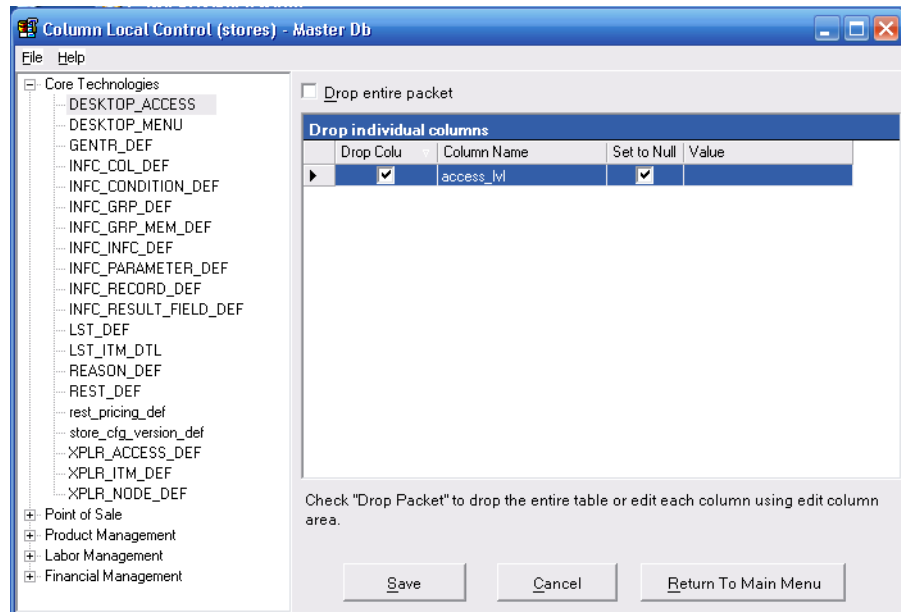 Column Local Control (stores) - Master Db
File Help
Core Technologies
DESKTOP_ACCESS
DESKTOP_MENU
GENTR_DEF
INFC_COL_DEF
INFC_CONDITION_DEF
INFC_GRP_DEF
INFC_GRP_MEM_DEF
INFC_INFC_DEF
INFC_PARAMETER_DEF
INFC_RECORD_DEF
INFC_RESULT_FIELD_DEF
LST_DEF
LST_ITM_DTL
REASON_DEF
REST_DEF
rest_pricing_def
store_cfg_version_def
XPLR_ACCESS_DEF
XPLR_ITM_DEF
XPLR_NODE_DEF
Point of Sale
Product Management
Labor Management
Financial Management
Drop entire packet
Drop individual columns
Drop Colu Column Name Set to Null Value
access_lvl
Check "Drop Packet" to drop the entire table or edit each column using edit column
area.
Save Cancel Return To Main Menu